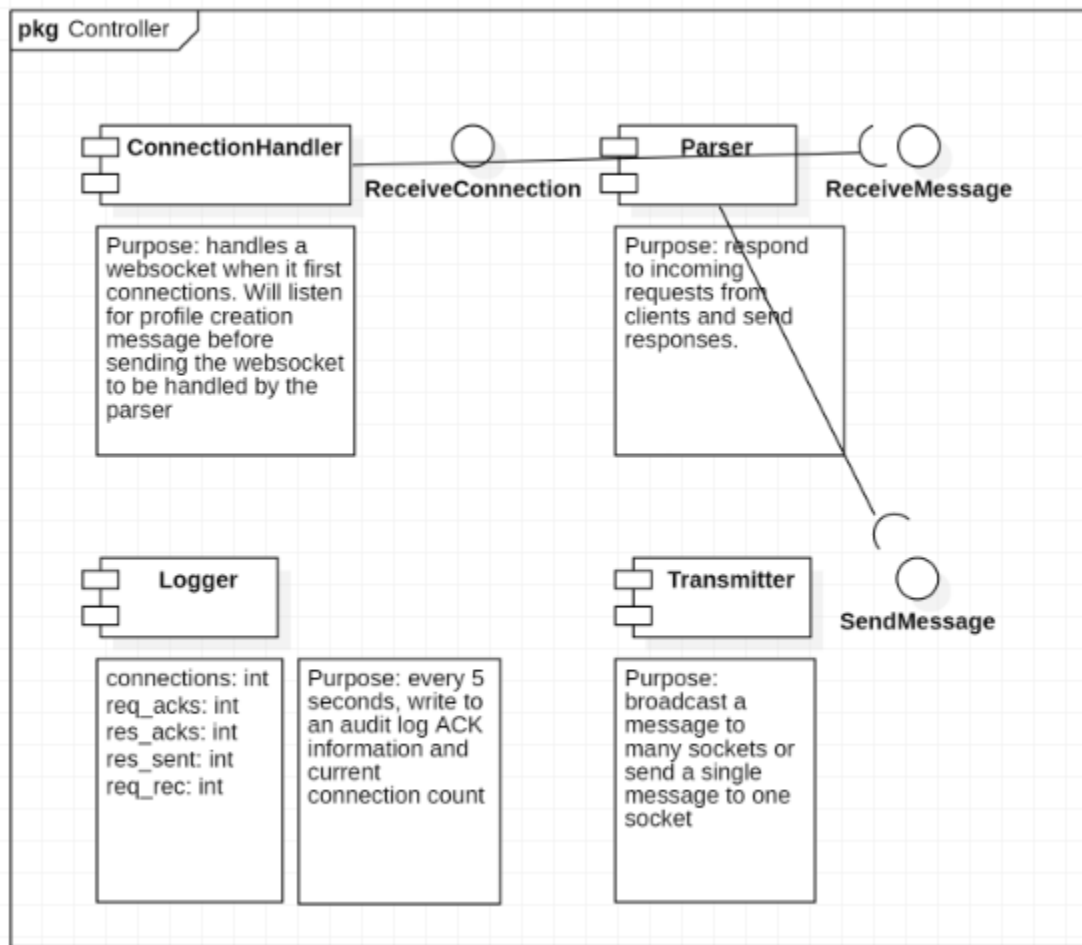 pkg Controller
ConnectionHandler
ReceiveConnection
Parser
ReceiveMessage
Purpose: handles a
websocket when it first
connections. Will listen
for profile creation
message before
sending the websocket
to be handled by the
parser
Purpose: respond
to incoming
requests from
clients and send
responses.
Logger
Transmitter
SendMessage
connections: int
req_acks: int
res_acks: int
res_sent: int
req_rec: int
Purpose: every 5
seconds, write to
an audit log ACK
information and
current
connection count
Purpose:
broadcast a
message to
many sockets or
send a single
message to one
socket